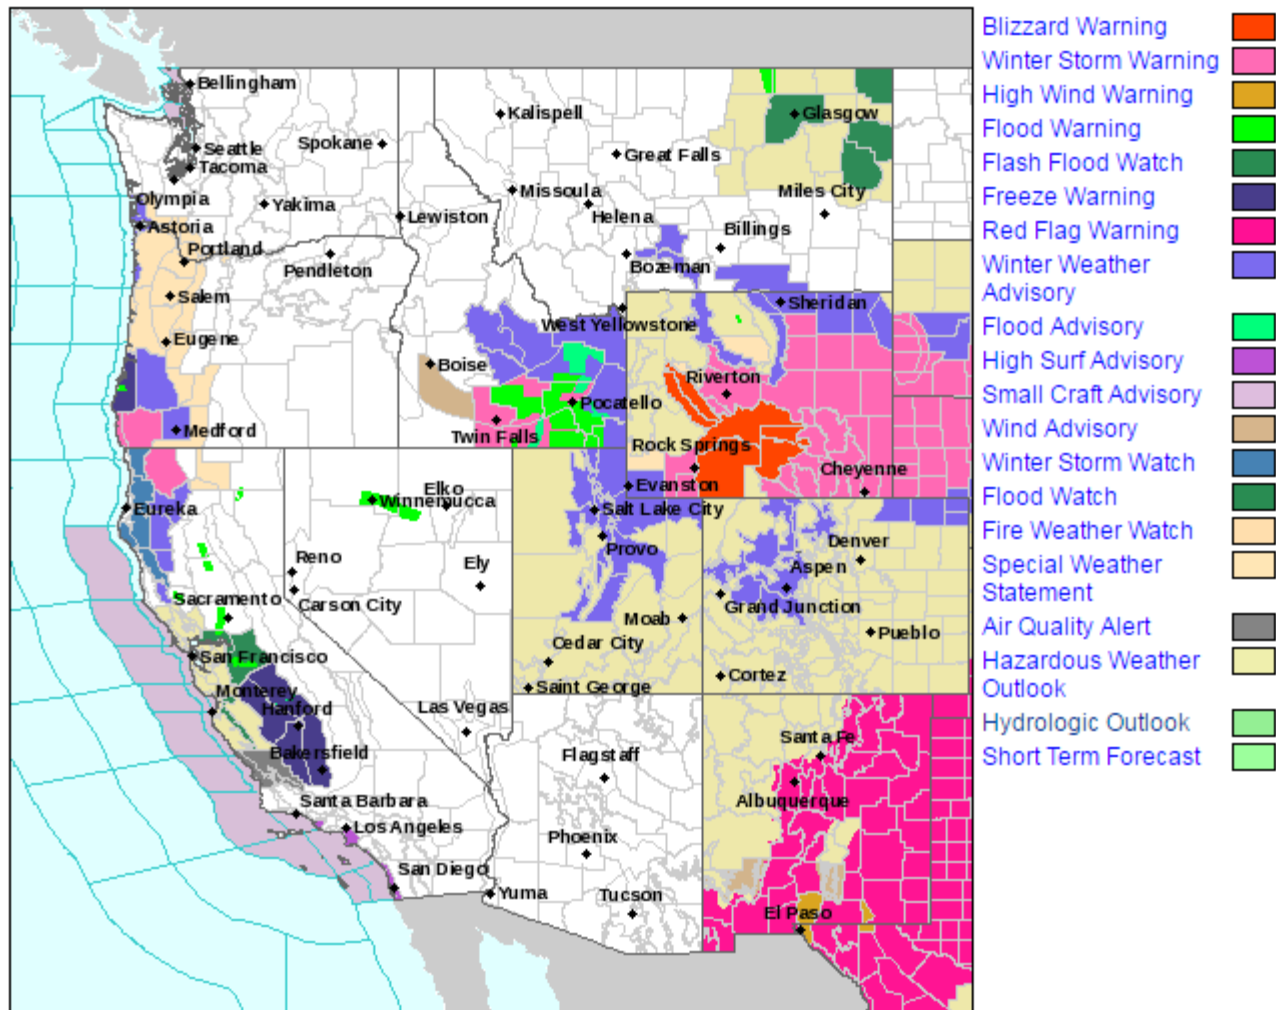 Bellingham
Seattle
Tacoma
Spokane
Olympia
Yakima
Astoria
Portland
Pendleton
Lewiston
Salem
Eugene
Medford
Kalispell
Great Falls
Glasgow
Missoula
Helena
Miles City
Billings
Bozeman
West Yellowstone
Sheridan
Boise
Pocatello
Twin Falls
Riverton
Rock Springs
Cheyenne
Evanston
Eureka
Elko
Winnemucca
Reno
Ely
Carson City
Sacramento
San Francisco
Monterey
Hanford
Bakersfield
Las Vegas
Santa Barbara
Los Angeles
San Diego
Salt Lake City
Provo
Moab
Cedar City
Saint George
Denver
Aspen
Grand Junction
Pueblo
Cortez
Flagstaff
Phoenix
Tucson
Yuma
Santa Fe
Albuquerque
El Paso
Blizzard Warning
Winter Storm Warning
High Wind Warning
Flood Warning
Flash Flood Watch
Freeze Warning
Red Flag Warning
Winter Weather
Advisory
Flood Advisory
High Surf Advisory
Small Craft Advisory
Wind Advisory
Winter Storm Watch
Flood Watch
Fire Weather Watch
Special Weather
Statement
Air Quality Alert
Hazardous Weather
Outlook
Hydrologic Outlook
Short Term Forecast